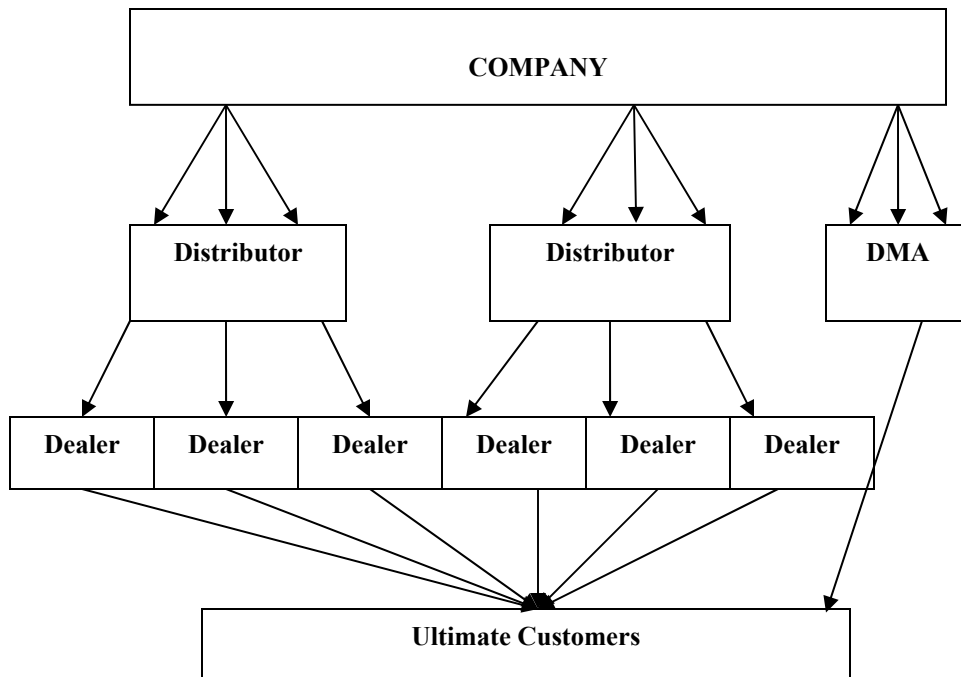 COMPANY
Distributor
Distributor
DMA
Dealer
Dealer
Dealer
Dealer
Dealer
Dealer
Ultimate Customers